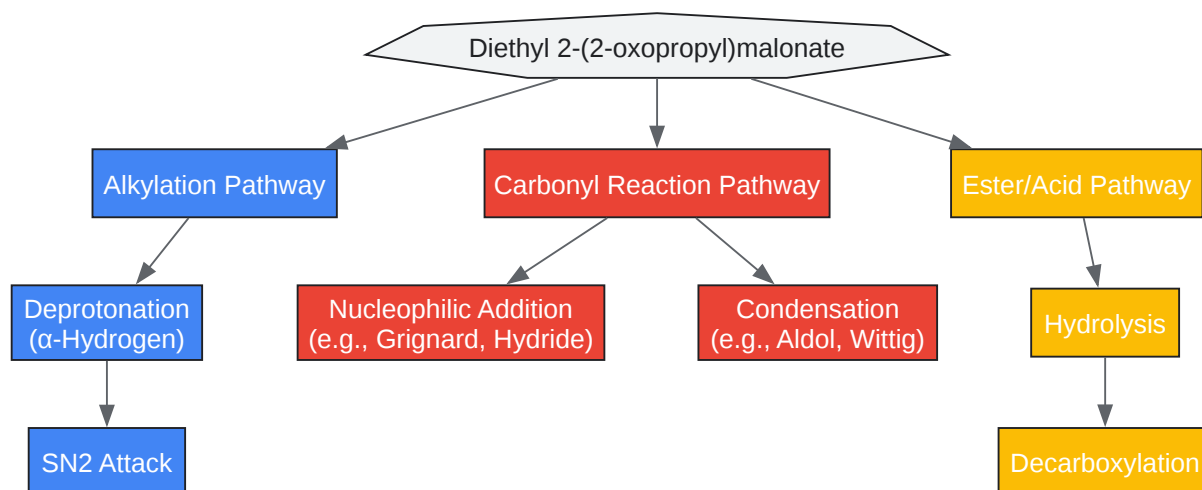 Diethyl 2-(2-oxopropyl)malonate
Alkylation Pathway
Carbonyl Reaction Pathway
Ester/Acid Pathway
Deprotonation
(α-Hydrogen)
Nucleophilic Addition
(e.g., Grignard, Hydride)
Condensation
(e.g., Aldol, Wittig)
Hydrolysis
SN2 Attack
Decarboxylation